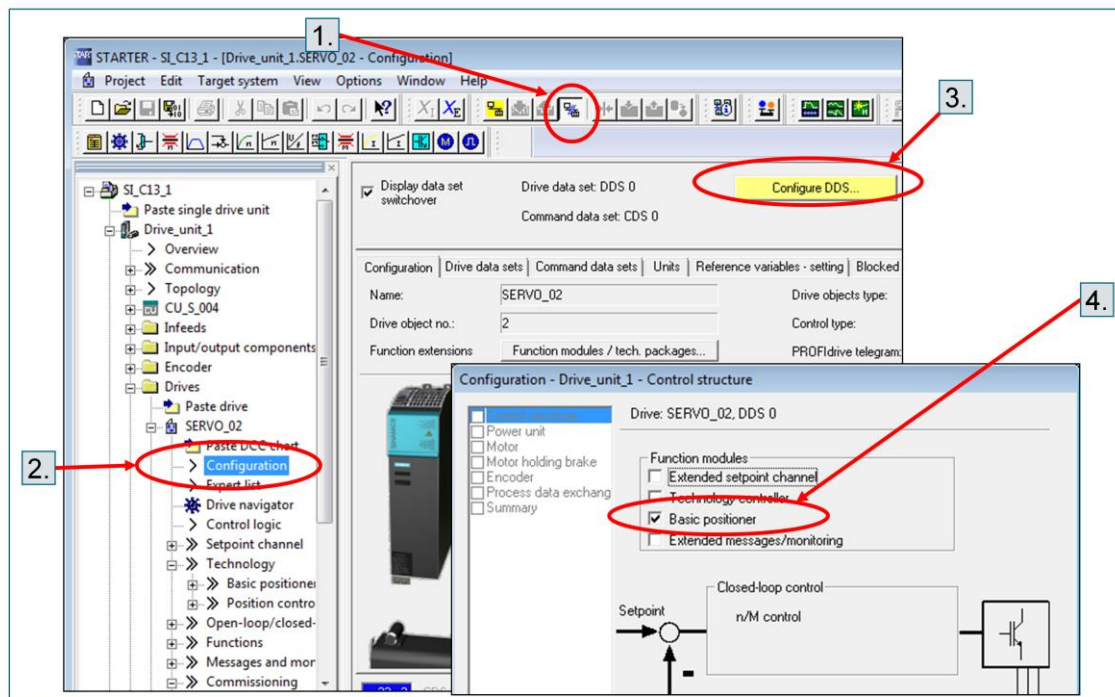 1.
STARTER - SI_C13_1 - [Drive_unit_1.SERVO_02 - Configuration]
Project Edit Target system View Options Window Help
3.
SI_C13_1
Paste single drive unit
Drive_unit_1
Overview
Communication
Topology
CU_S_004
Infeeds
Input/output components
Encoder
Drives
Paste drive
SERVO_02
Paste DCC chart
2.
Configuration
Expert list
Drive navigator
Control logic
Setpoint channel
Technology
Basic positioner
Position contro
Open-loop/closed-
Functions
Messages and mor
Commissioning
Display data set
switchover
Drive data set: DDS 0
Configure DDS...
Command data set: CDS 0
Configuration Drive data sets Command data sets Units Reference variables - setting Blocked
Name: SERVO_02 Drive objects type:
4.
Drive object no.: 2 Control type:
Function extensions Function modules / tech. packages... PROFIdrive telegram:
Configuration - Drive_unit_1 - Control structure
Power unit
Motor
Motor holding brake
Encoder
Process data exchang
Summary
Drive: SERVO_02, DDS 0
Function modules
Extended setpoint channel
Technology controller
Basic positioner
Extended messages/monitoring
Closed-loop control
Setpoint
n/M control